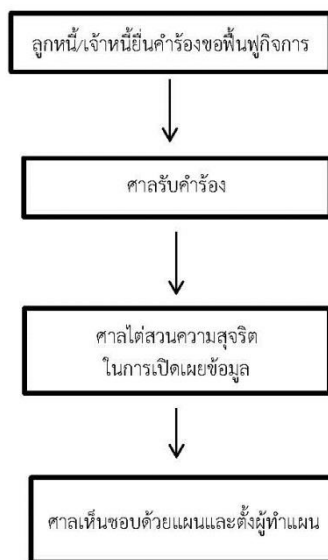 ลูกหนี้/เจ้าหนี้ยื่นคำร้องขอฟื้นฟูกิจการ
ศาลรับคำร้อง
ศาลไต่สวนความสุจริต
ในการเปิดเผยข้อมูล
ศาลเห็นชอบด้วยแผนและตั้งผู้ทำแผน